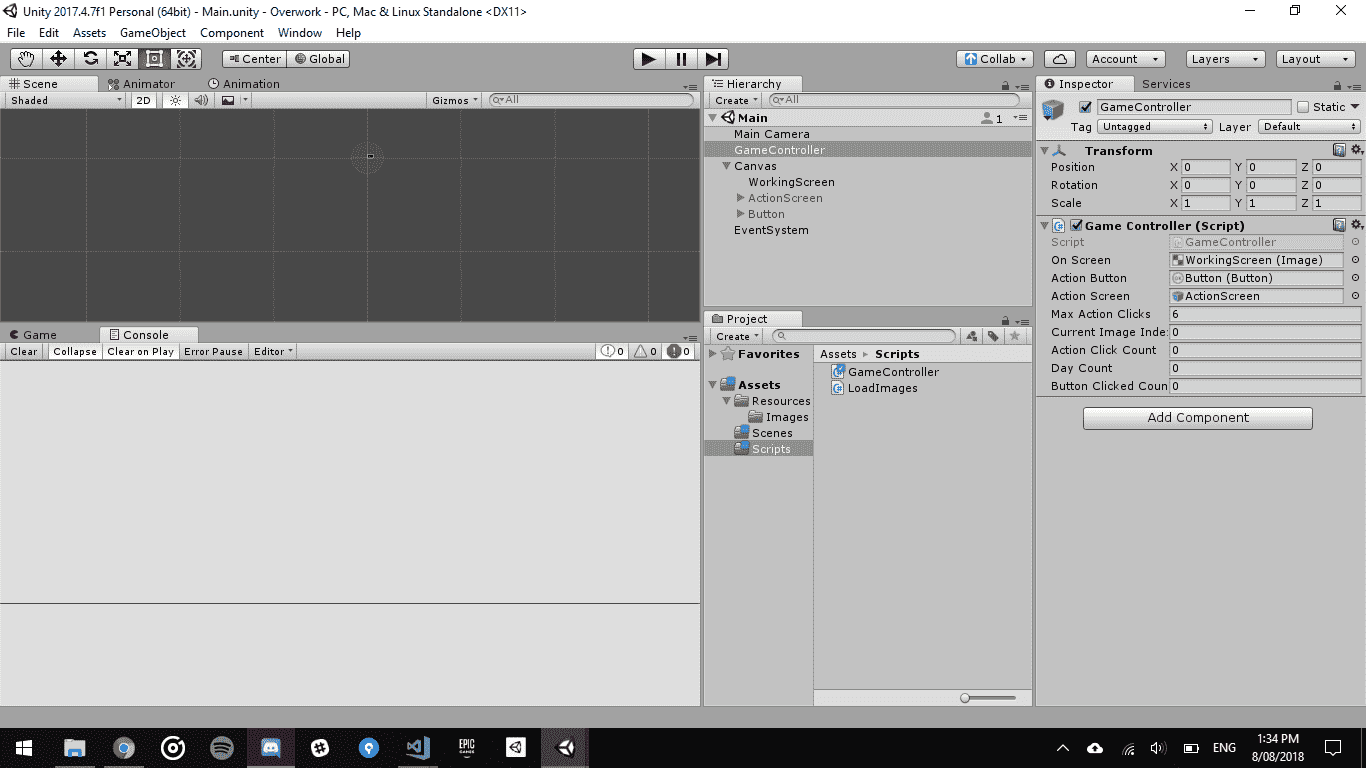 Unity 2017.4.7f1 Personal (64bit) - Main.unity - Overwork - PC, Mac & Linux Standalone <DX11>
File Edit Assets GameObject Component Window Help
Center Global Collab Account Layers Layout
Scene Animator Animation
Shaded 2D Gizmos All
Hierarchy
Create All
Main 1
Main Camera
GameController
Canvas
WorkingScreen
ActionScreen
Button
EventSystem
Inspector Services
GameController Static
Tag Untagged Layer Default
Transform
Position X 0 Y 0 Z 0
Rotation X 0 Y 0 Z 0
Scale X 1 Y 1 Z 1
Game Controller (Script)
Script GameController
On Screen WorkingScreen (Image)
Action Button Button (Button)
Action Screen ActionScreen
Max Action Clicks 6
Current Image Inde: 0
Action Click Count 0
Day Count 0
Button Clicked Coun 0
Add Component
Game Console
Clear Collapse Clear on Play Error Pause Editor 0 0 0
Project
Create
Favorites
Assets
Resources
Images
Scenes
Scripts
Assets Scripts
GameController
LoadImages
EPIC
GAMES
ENG
1:34 PM
8/08/2018